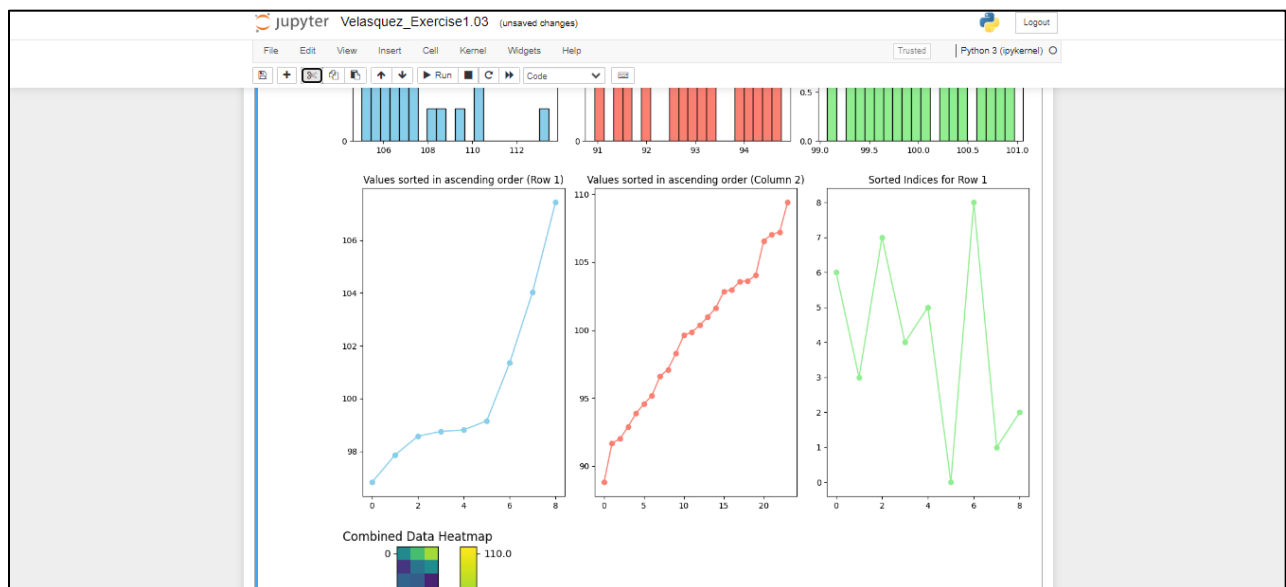 jupyter Velasquez_Exercise1.03 (unsaved changes)
Logout
File Edit View Insert Cell Kernel Widgets Help
Trusted
Python 3 (ipykernel)
Run
Code
0.5
0 0 0.0
106 108 110 112
91 92 93 94
99.0 99.5 100.0 100.5 101.0
Values sorted in ascending order (Row 1)
106
104
102
100
98
0 2 4 6 8
Values sorted in ascending order (Column 2)
110
105
100
95
90
0 5 10 15 20
Sorted Indices for Row 1
8
7
6
5
4
3
2
1
0
0 2 4 6 8
Combined Data Heatmap
0
110.0